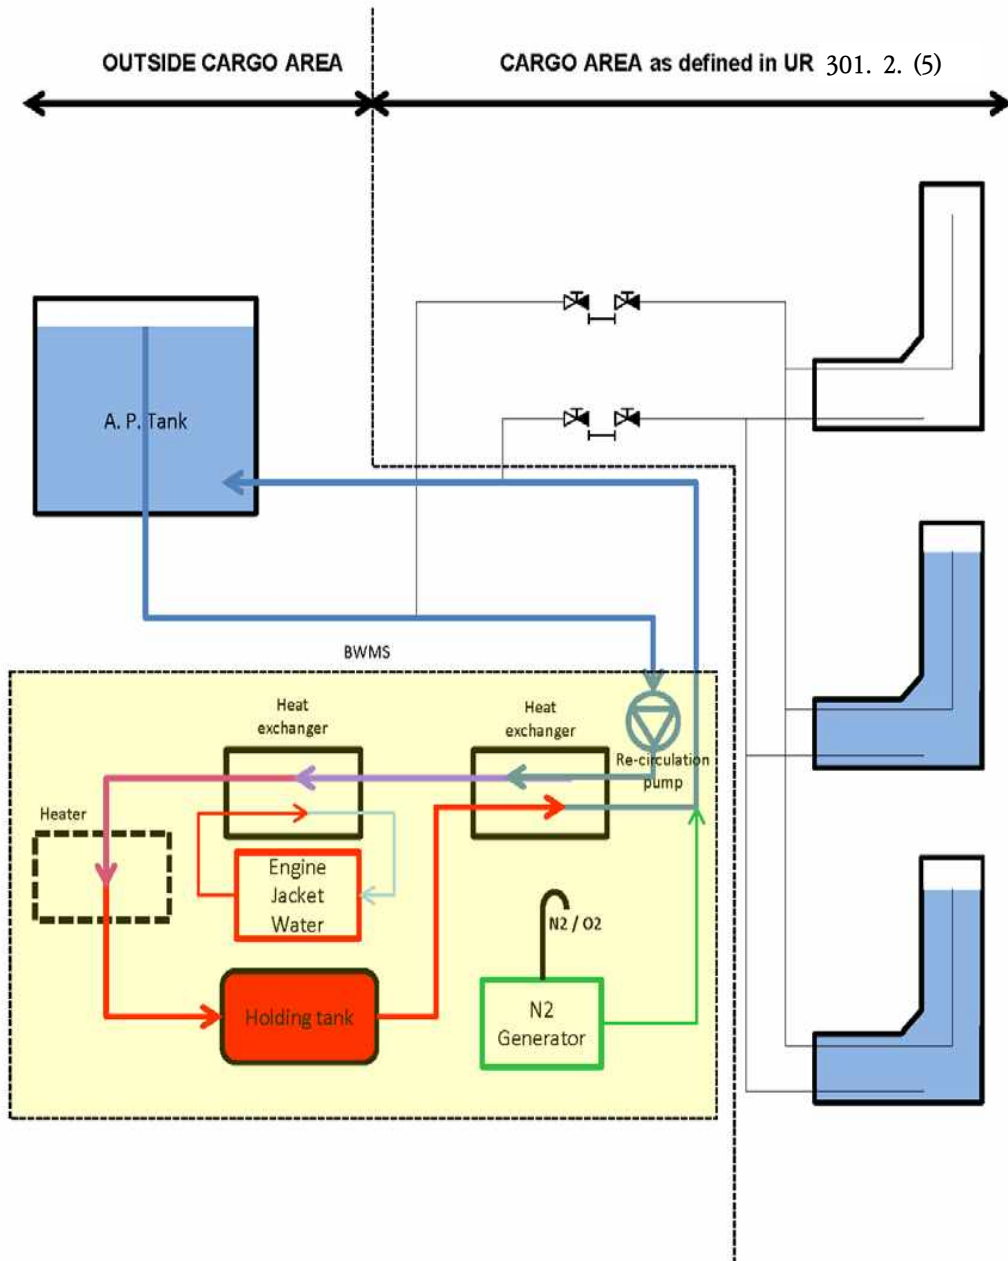 OUTSIDE CARGO AREA
CARGO AREA as defined in UR 301. 2. (5)
A. P. Tank
BWMS
Heat
exchanger
Heat
exchanger
Re-circulation
pump
Heater
Engine
Jacket
Water
N2 / O2
Holding tank
N2
Generator